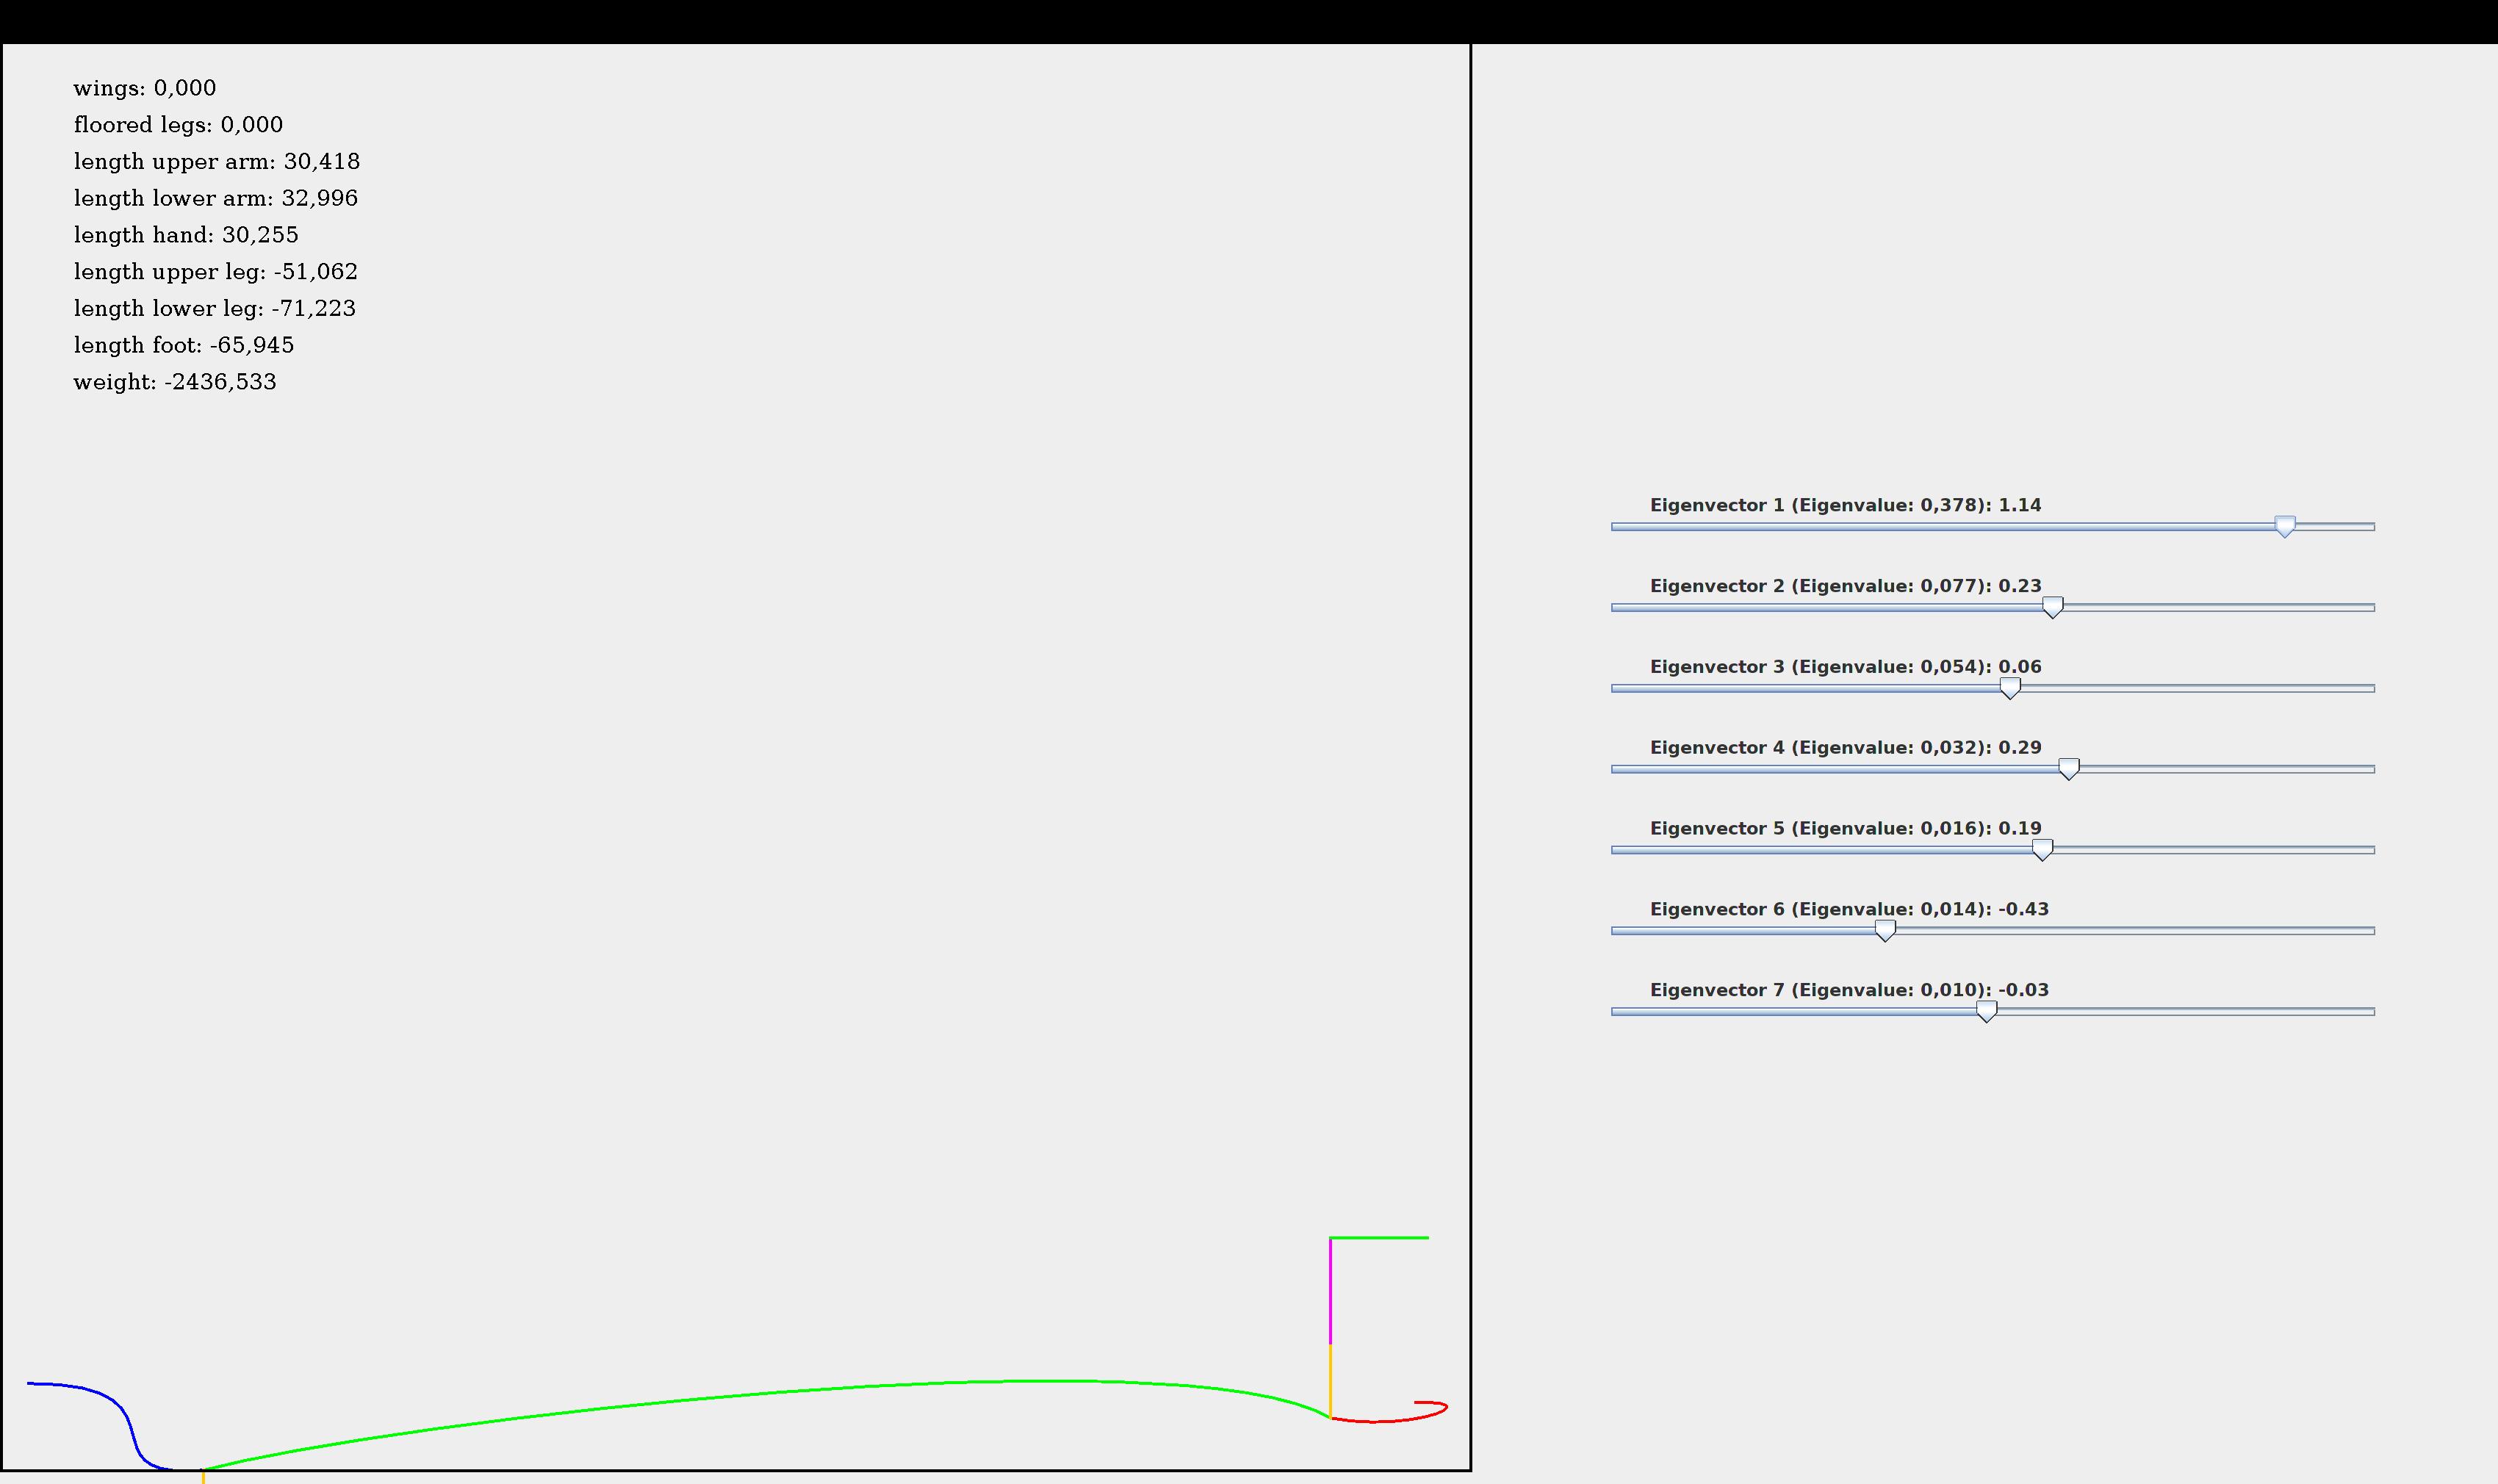 wings: 0,000
floored legs: 0,000
length upper arm: 30,418
length lower arm: 32,996
length hand: 30,255
length upper leg: -51,062
length lower leg: -71,223
length foot: -65,945
weight: -2436,533
Eigenvector 1 (Eigenvalue: 0,378): 1.14
Eigenvector 2 (Eigenvalue: 0,077): 0.23
Eigenvector 3 (Eigenvalue: 0,054): 0.06
Eigenvector 4 (Eigenvalue: 0,032): 0.29
Eigenvector 5 (Eigenvalue: 0,016): 0.19
Eigenvector 6 (Eigenvalue: 0,014): -0.43
Eigenvector 7 (Eigenvalue: 0,010): -0.03